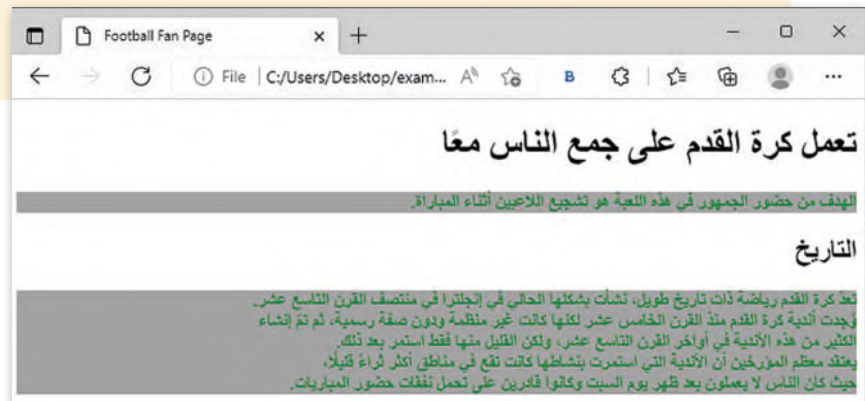 Football Fan Page
File C:/Users/Desktop/exam...
B
تعمل كرة القدم على جمع الناس معًا
الهدف من حضور الجمهور في هذه اللعبة هو تشجيع اللاعبين أثناء المباراة.
التاريخ
تعدّ كرة القدم رياضة ذات تاريخ طويل، نشأت بشكلها الحالي في إنجلترا في منتصف القرن التاسع عشر.
وُجدت أندية كرة القدم منذ القرن الخامس عشر لكنها كانت غير منظمة ودون صفة رسمية، ثم تمّ إنشاء
الكثير من هذه الأندية في أواخر القرن التاسع عشر، ولكن القليل منها فقط استمر بعد ذلك.
يعتقد معظم المؤرخين أن الأندية التي استمرت بنشاطها كانت تقع في مناطق أكثر ثراءً قليلًا،
حيث كان الناس لا يعملون بعد ظهر يوم السبت وكانوا قادرين على تحمل نفقات حضور المباريات.